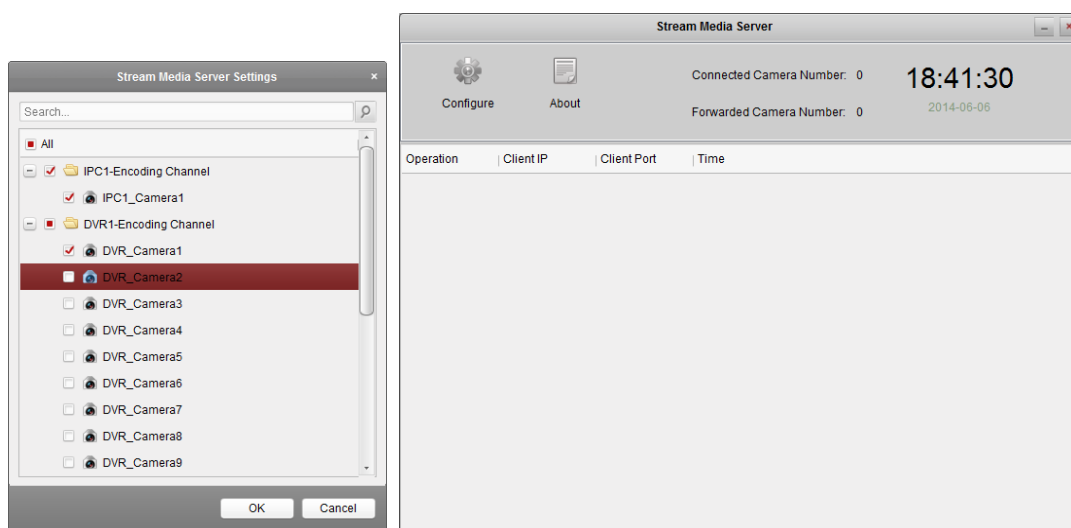 Stream Media Server Settings
Search...
All
IPC1-Encoding Channel
IPC1_Camera1
DVR1-Encoding Channel
DVR_Camera1
DVR_Camera2
DVR_Camera3
DVR_Camera4
DVR_Camera5
DVR_Camera6
DVR_Camera7
DVR_Camera8
DVR_Camera9
OK Cancel
Stream Media Server
Configure About
Connected Camera Number: 0
Forwarded Camera Number: 0
18:41:30
2014-06-06
Operation Client IP Client Port Time